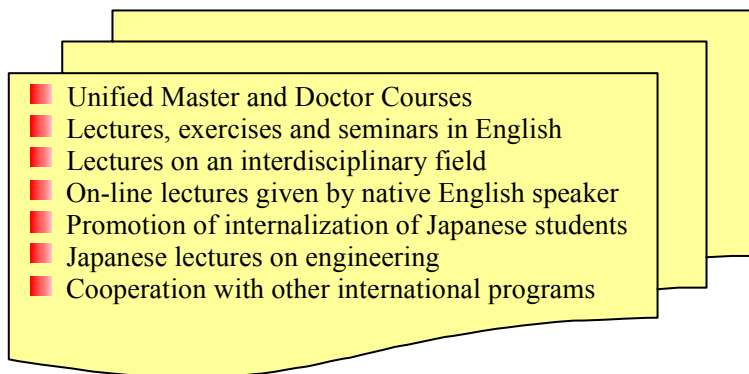 Unified Master and Doctor Courses
Lectures, exercises and seminars in English
Lectures on an interdisciplinary field
On-line lectures given by native English speaker
Promotion of internalization of Japanese students
Japanese lectures on engineering
Cooperation with other international programs